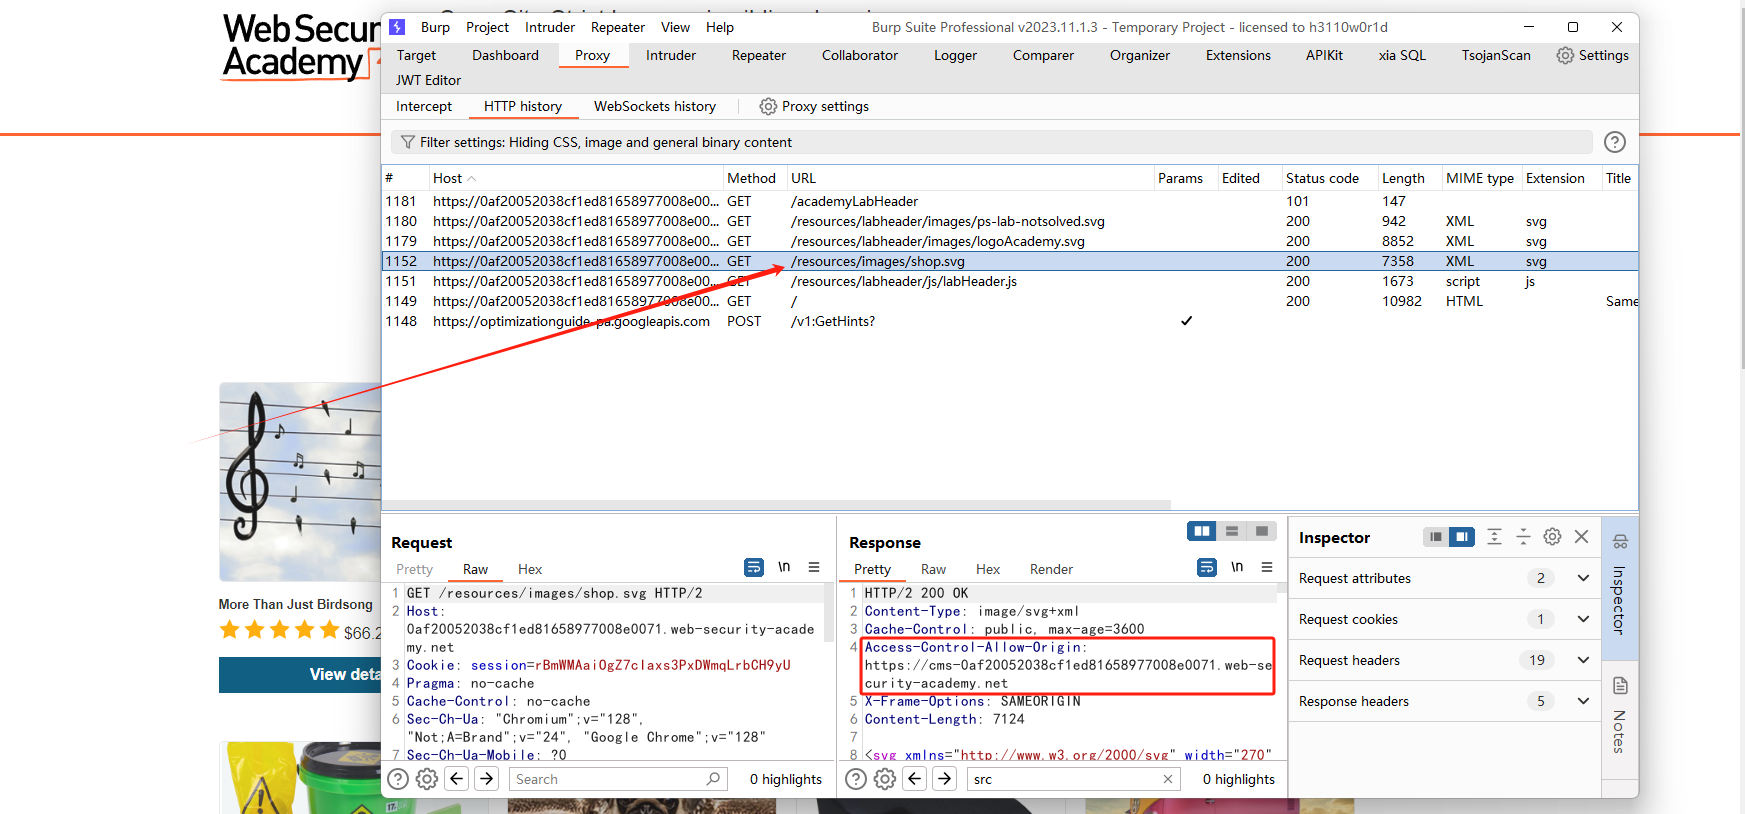 Web Secur
Academy
Burp Project Intruder Repeater View Help
Burp Suite Professional v2023.11.1.3 - Temporary Project - licensed to h3110w0r1d
Target Dashboard Proxy Intruder Repeater Collaborator Logger Comparer Organizer Extensions APIKit xia SQL TsojanScan Settings
JWT Editor
Intercept HTTP history WebSockets history Proxy settings
Filter settings: Hiding CSS, image and general binary content
# Host Method URL Params Edited Status code Length MIME type Extension Title
1181 https://0af20052038cf1ed81658977008e00... GET /academyLabHeader 101 147
1180 https://0af20052038cf1ed81658977008e00... GET /resources/labheader/images/ps-lab-notsolved.svg 200 942 XML svg
1179 https://0af20052038cf1ed81658977008e00... GET /resources/labheader/images/logoAcademy.svg 200 8852 XML svg
1152 https://0af20052038cf1ed81658977008e00... GET /resources/images/shop.svg 200 7358 XML svg
1151 https://0af20052038cf1ed81658977008e00... GET /resources/labheader/js/labHeader.js 200 1673 script js
1149 https://0af20052038cf1ed81658977008e00... GET / 200 10982 HTML Same
1148 https://optimizationguide-pa.googleapis.com POST /v1:GetHints? ✓
More Than Just Birdsong
$66.2
View deta
Request
Pretty Raw Hex \n
1 GET /resources/images/shop.svg HTTP/2
2 Host:
0af20052038cf1ed81658977008e0071.web-security-acade
my.net
3 Cookie: session=rBmWMAaiOgZ7cIaxs3PxDWmqLrbCH9yU
4 Pragma: no-cache
5 Cache-Control: no-cache
6 Sec-Ch-Ua: "Chromium";v="128",
"Not;A=Brand";v="24", "Google Chrome";v="128"
7 Sec-Ch-Ua-Mobile: ?0
Search 0 highlights
Response
Pretty Raw Hex Render \n
1 HTTP/2 200 OK
2 Content-Type: image/svg+xml
3 Cache-Control: public, max-age=3600
4 Access-Control-Allow-Origin:
https://cms-0af20052038cf1ed81658977008e0071.web-se
curity-academy.net
5 X-Frame-Options: SAMEORIGIN
6 Content-Length: 7124
7
8 <svg xmlns="http://www.w3.org/2000/svg" width="270"
src 0 highlights
Inspector
Request attributes 2
Request cookies 1
Request headers 19
Response headers 5
Inspector
Notes